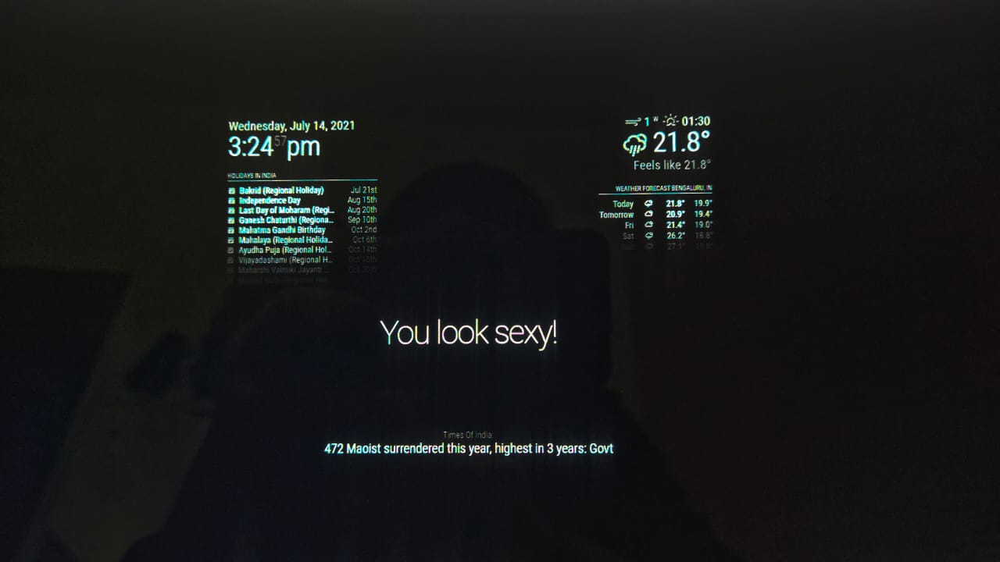 Wednesday, July 14, 2021
3:24 57 pm
HOLIDAYS IN INDIA
Bakrid (Regional Holiday) Jul 21st
Independence Day Aug 15th
Last Day of Moharam (Regi... Aug 20th
Ganesh Chaturthi (Regiona... Sep 10th
Mahatma Gandhi Birthday Oct 2nd
Mahalaya (Regional Holida... Oct 6th
Ayudha Puja (Regional Hol... Oct 14th
Vijayadashami (Regional H... Oct 15th
Maharshi Valmiki Jayanti ... Oct 20th
1 W 01:30
21.8°
Feels like 21.8°
WEATHER FORECAST BENGALURU, IN
Today 21.8° 19.9°
Tomorrow 20.9° 19.4°
Fri 21.4° 19.0°
Sat 26.2° 18.8°
Sun 27.1°
You look sexy!
Times Of India:
472 Maoist surrendered this year, highest in 3 years: Govt